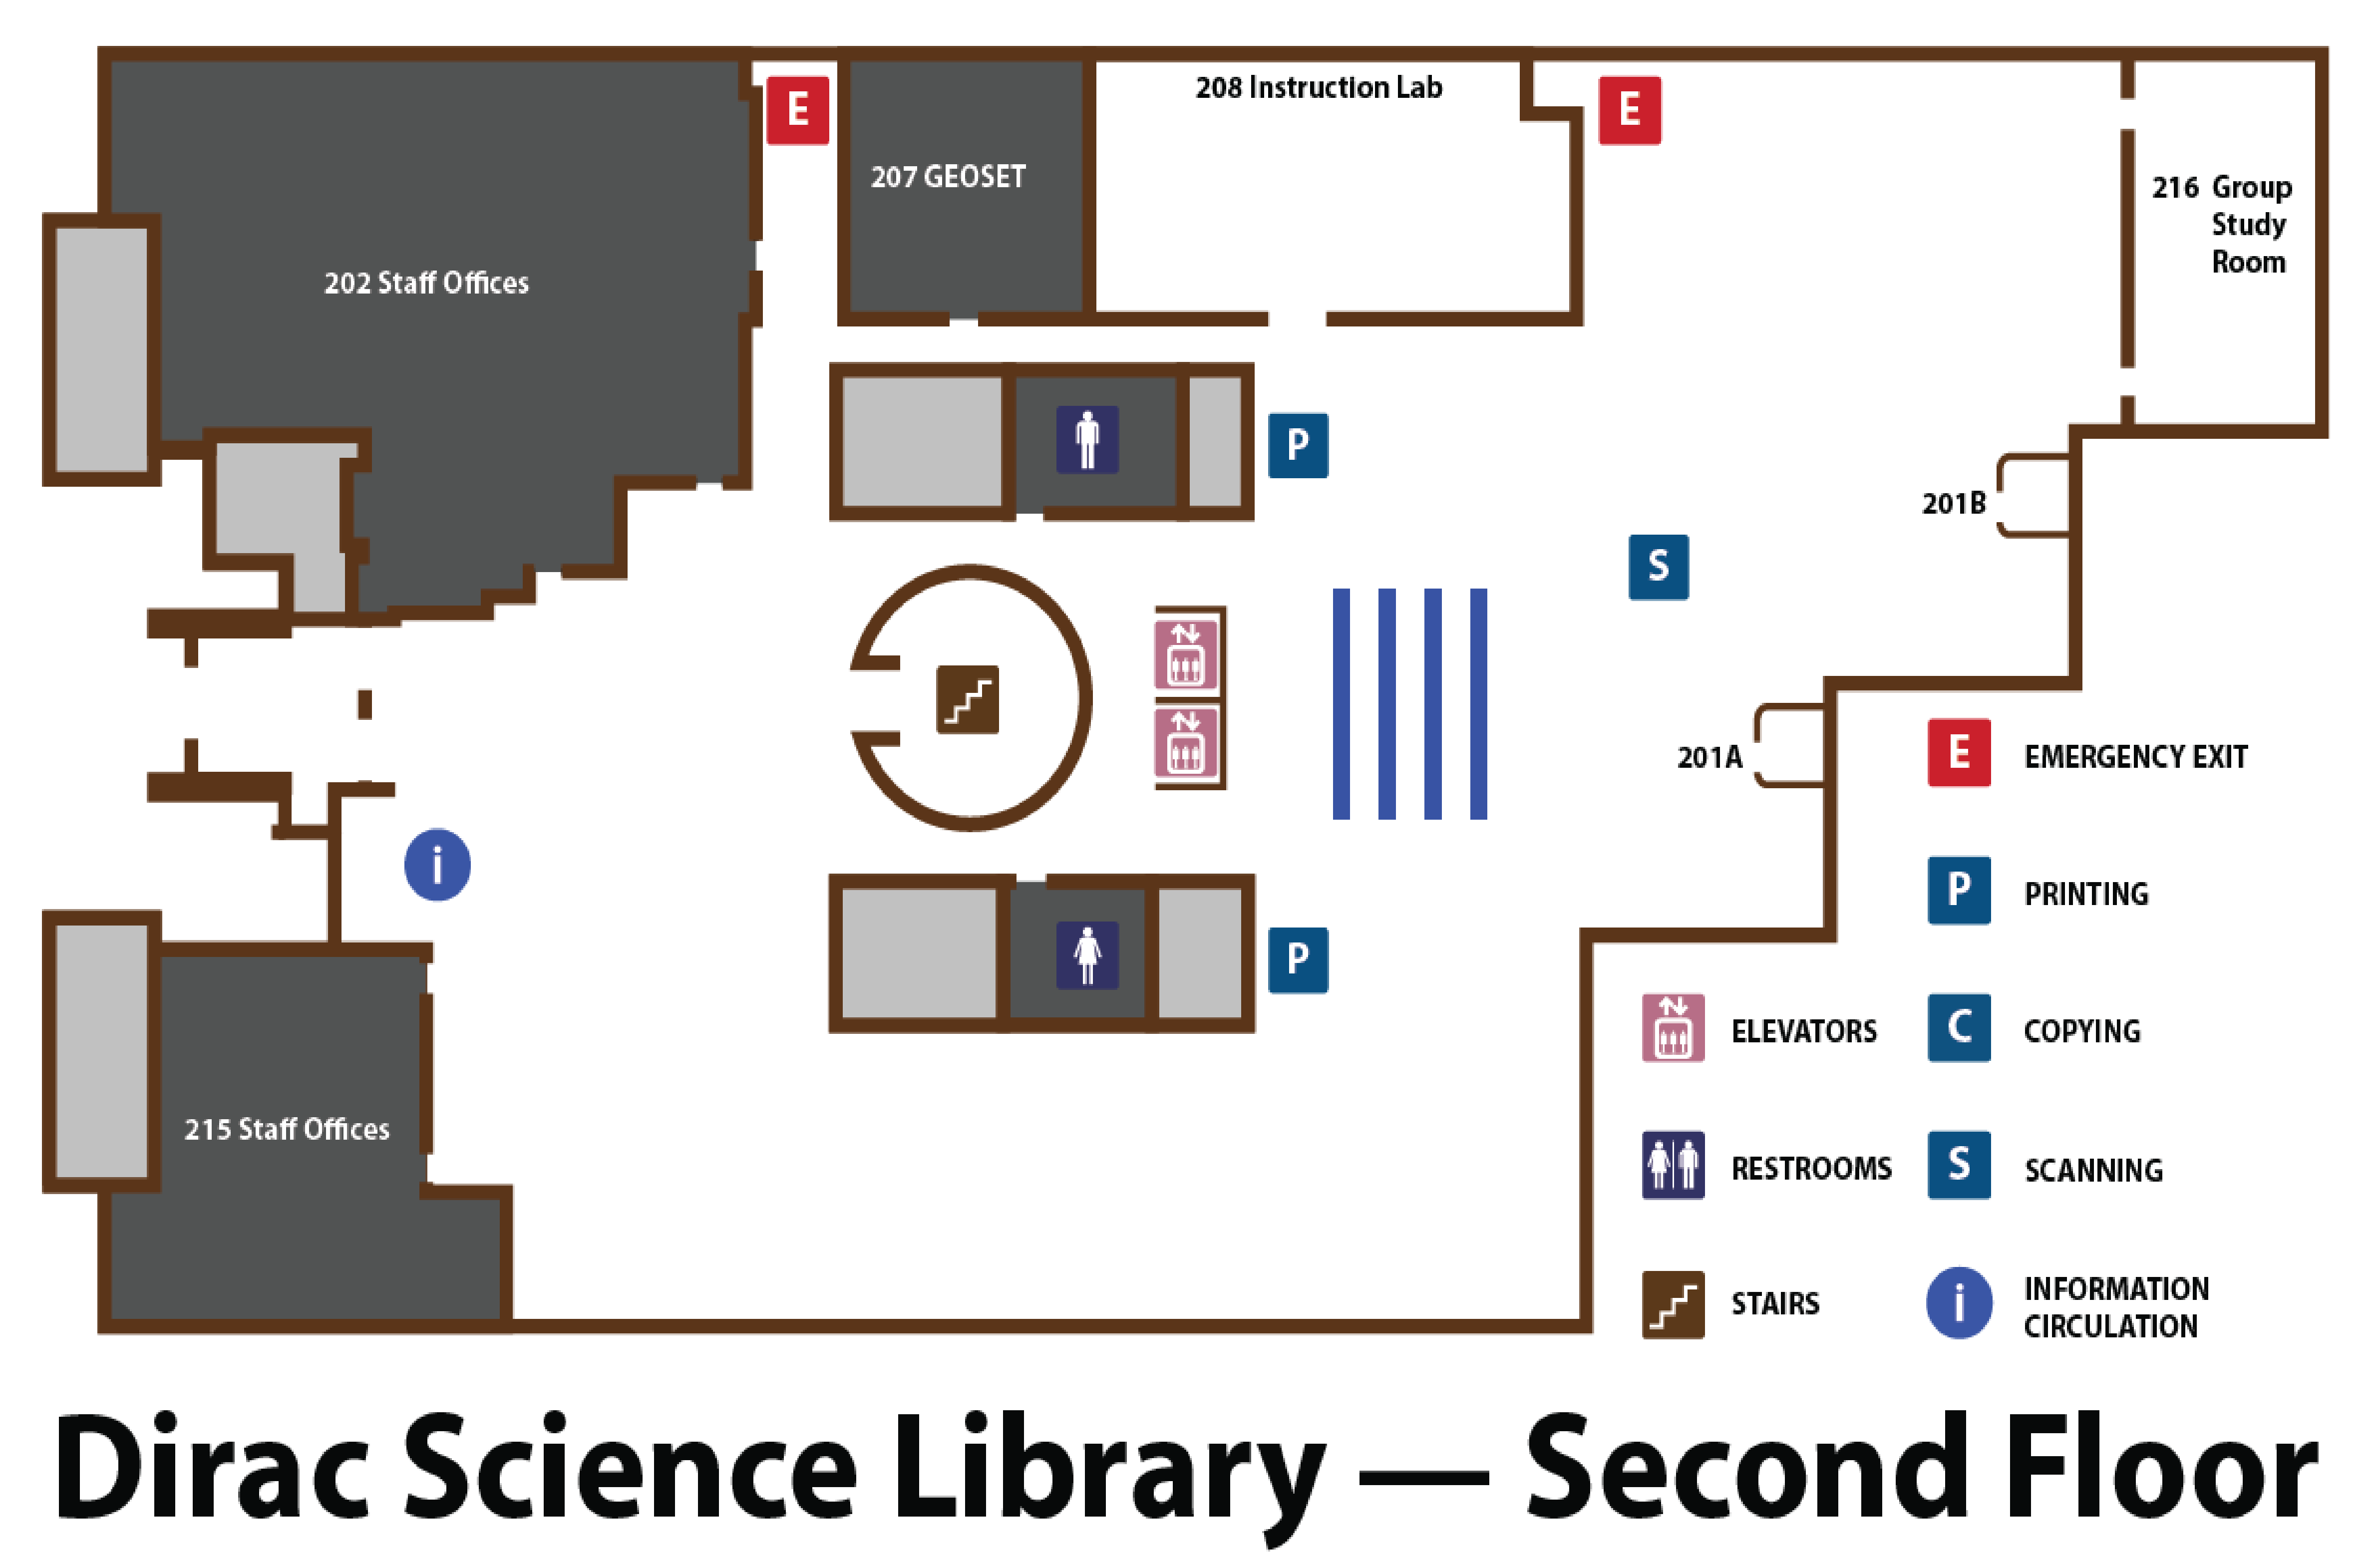 E
E
208 Instruction Lab
207 GEOSET
216 Group
Study
Room
202 Staff Offices
P
201B
S
201A
E EMERGENCY EXIT
i
P PRINTING
P
ELEVATORS
C COPYING
215 Staff Offices
RESTROOMS
S SCANNING
STAIRS
i INFORMATION
CIRCULATION
Dirac Science Library — Second Floor